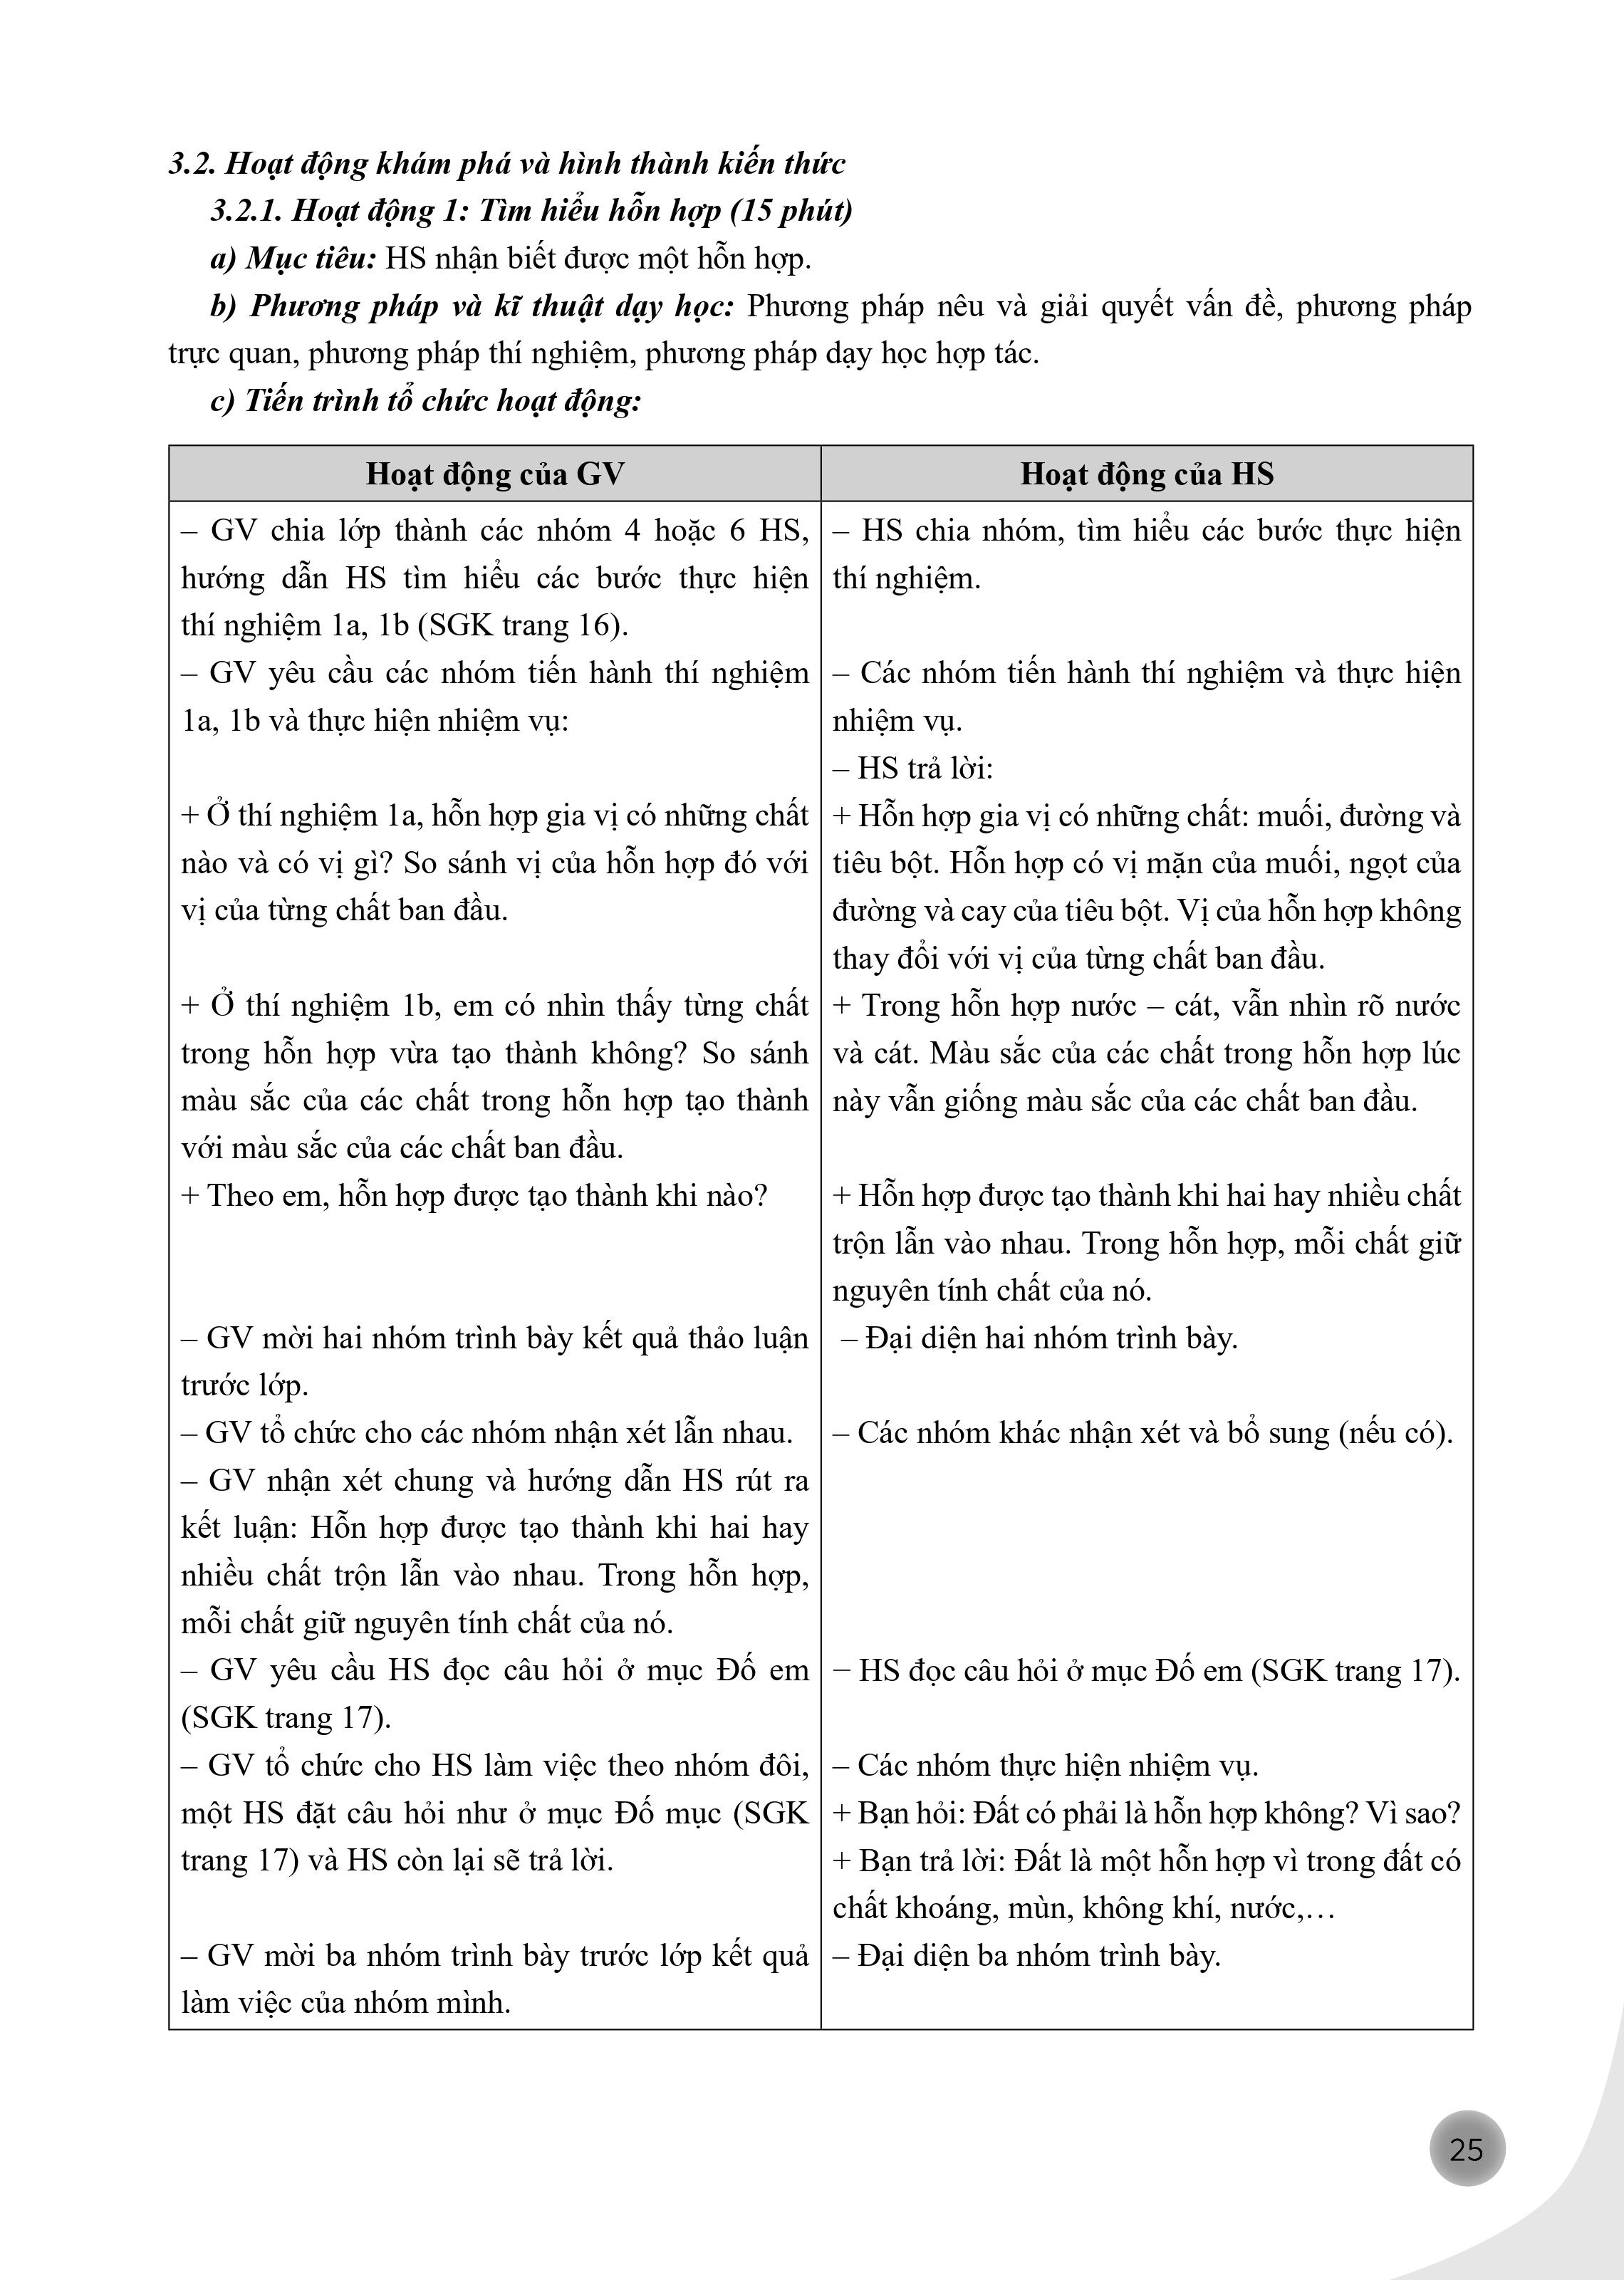 3.2. Hoạt động khám phá và hình thành kiến thức
3.2.1. Hoạt động 1: Tìm hiểu hỗn hợp (15 phút)
a) Mục tiêu: HS nhận biết được một hỗn hợp.
b) Phương pháp và kĩ thuật dạy học: Phương pháp nêu và giải quyết vấn đề, phương pháp
trực quan, phương pháp thí nghiệm, phương pháp dạy học hợp tác.
c) Tiến trình tổ chức hoạt động:
Hoạt động của GV
– GV chia lớp thành các nhóm 4 hoặc 6 HS,
hướng dẫn HS tìm hiểu các bước thực hiện
thí nghiệm 1a, 1b (SGK trang 16).
– GV yêu cầu các nhóm tiến hành thí nghiệm
1a, 1b và thực hiện nhiệm vụ:
+ Ở thí nghiệm 1a, hỗn hợp gia vị có những chất
nào và có vị gì? So sánh vị của hỗn hợp đó với
vị của từng chất ban đầu.
+ Ở thí nghiệm 1b, em có nhìn thấy từng chất
trong hỗn hợp vừa tạo thành không? So sánh
màu sắc của các chất trong hỗn hợp tạo thành
với màu sắc của các chất ban đầu.
+ Theo em, hỗn hợp được tạo thành khi nào?
– GV mời hai nhóm trình bày kết quả thảo luận
trước lớp.
– GV tổ chức cho các nhóm nhận xét lẫn nhau.
– GV nhận xét chung và hướng dẫn HS rút ra
kết luận: Hỗn hợp được tạo thành khi hai hay
nhiều chất trộn lẫn vào nhau. Trong hỗn hợp,
mỗi chất giữ nguyên tính chất của nó.
– GV yêu cầu HS đọc câu hỏi ở mục Đố em
(SGK trang 17).
– GV tổ chức cho HS làm việc theo nhóm đôi,
một HS đặt câu hỏi như ở mục Đố mục (SGK
trang 17) và HS còn lại sẽ trả lời.
– GV mời ba nhóm trình bày trước lớp kết quả
làm việc của nhóm mình.
Hoạt động của HS
– HS chia nhóm, tìm hiểu các bước thực hiện
thí nghiệm.
– Các nhóm tiến hành thí nghiệm và thực hiện
nhiệm vụ.
– HS trả lời:
+ Hỗn hợp gia vị có những chất: muối, đường và
tiêu bột. Hỗn hợp có vị mặn của muối, ngọt của
đường và cay của tiêu bột. Vị của hỗn hợp không
thay đổi với vị của từng chất ban đầu.
+ Trong hỗn hợp nước – cát, vẫn nhìn rõ nước
và cát. Màu sắc của các chất trong hỗn hợp lúc
này vẫn giống màu sắc của các chất ban đầu.
+ Hỗn hợp được tạo thành khi hai hay nhiều chất
trộn lẫn vào nhau. Trong hỗn hợp, mỗi chất giữ
nguyên tính chất của nó.
– Đại diện hai nhóm trình bày.
– Các nhóm khác nhận xét và bổ sung (nếu có).
– HS đọc câu hỏi ở mục Đố em (SGK trang 17).
– Các nhóm thực hiện nhiệm vụ.
+ Bạn hỏi: Đất có phải là hỗn hợp không? Vì sao?
+ Bạn trả lời: Đất là một hỗn hợp vì trong đất có
chất khoáng, mùn, không khí, nước,…
– Đại diện ba nhóm trình bày.
25